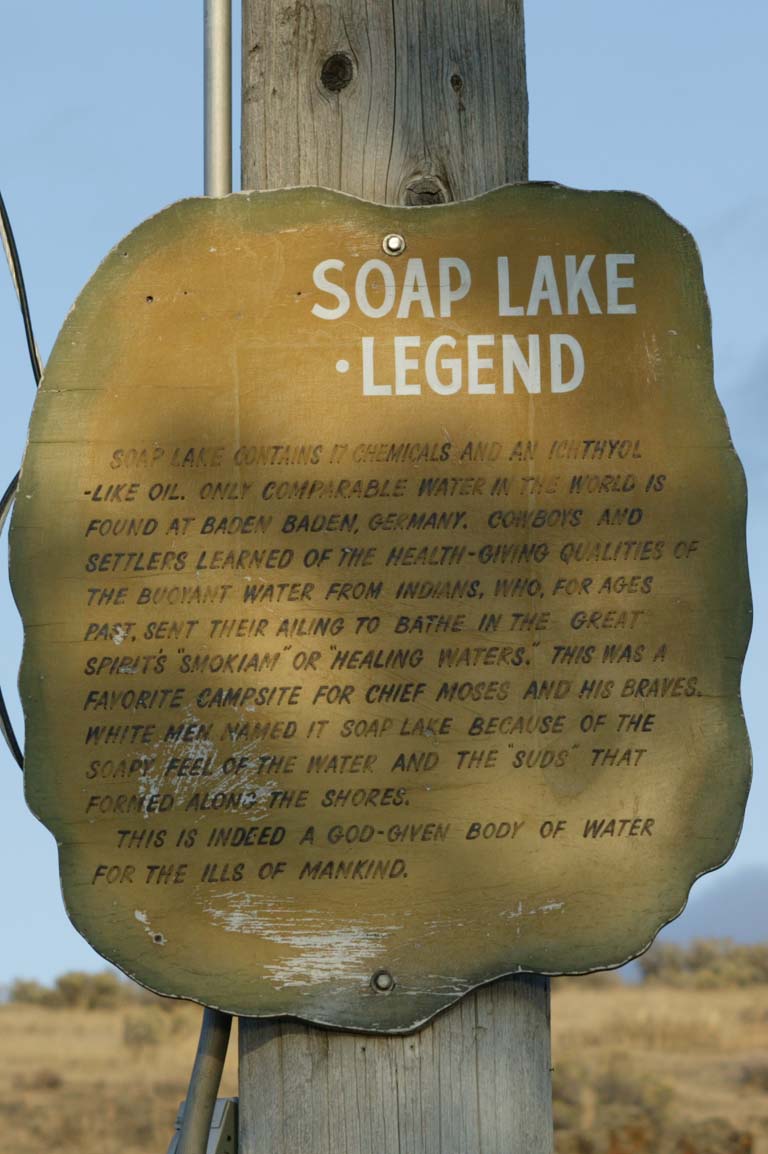 SOAP LAKE
• LEGEND
SOAP LAKE CONTAINS 17 CHEMICALS AND AN ICHTHYOL
-LIKE OIL. ONLY COMPARABLE WATER IN THE WORLD IS
FOUND AT BADEN BADEN, GERMANY. COWBOYS AND
SETTLERS LEARNED OF THE HEALTH-GIVING QUALITIES OF
THE BUOYANT WATER FROM INDIANS, WHO, FOR AGES
PAST, SENT THEIR AILING TO BATHE IN THE GREAT
SPIRIT'S "SMOKIAM" OR "HEALING WATERS." THIS WAS A
FAVORITE CAMPSITE FOR CHIEF MOSES AND HIS BRAVES.
WHITE MEN NAMED IT SOAP LAKE BECAUSE OF THE
SOAPY FEEL OF THE WATER AND THE "SUDS" THAT
FORMED ALONG THE SHORES.
THIS IS INDEED A GOD-GIVEN BODY OF WATER
FOR THE ILLS OF MANKIND.